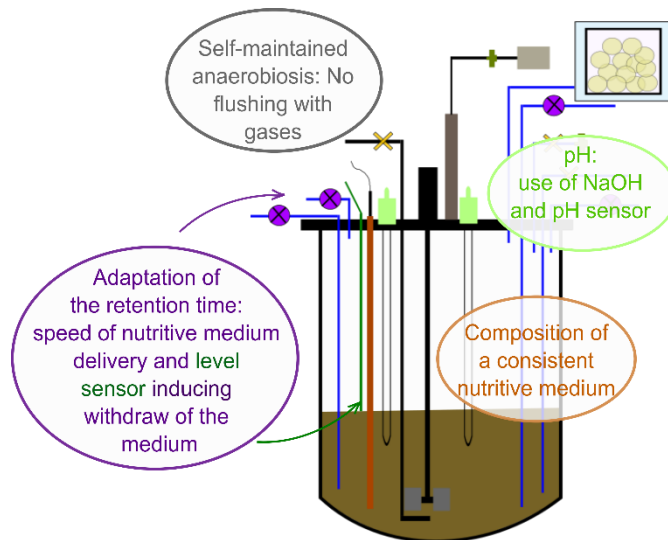 Self-maintained
anaerobiosis: No
flushing with
gases
pH:
use of NaOH
and pH sensor
Adaptation of
the retention time:
speed of nutritive medium
delivery and level
sensor inducing
withdraw of the
medium
Composition of
a consistent
nutritive medium